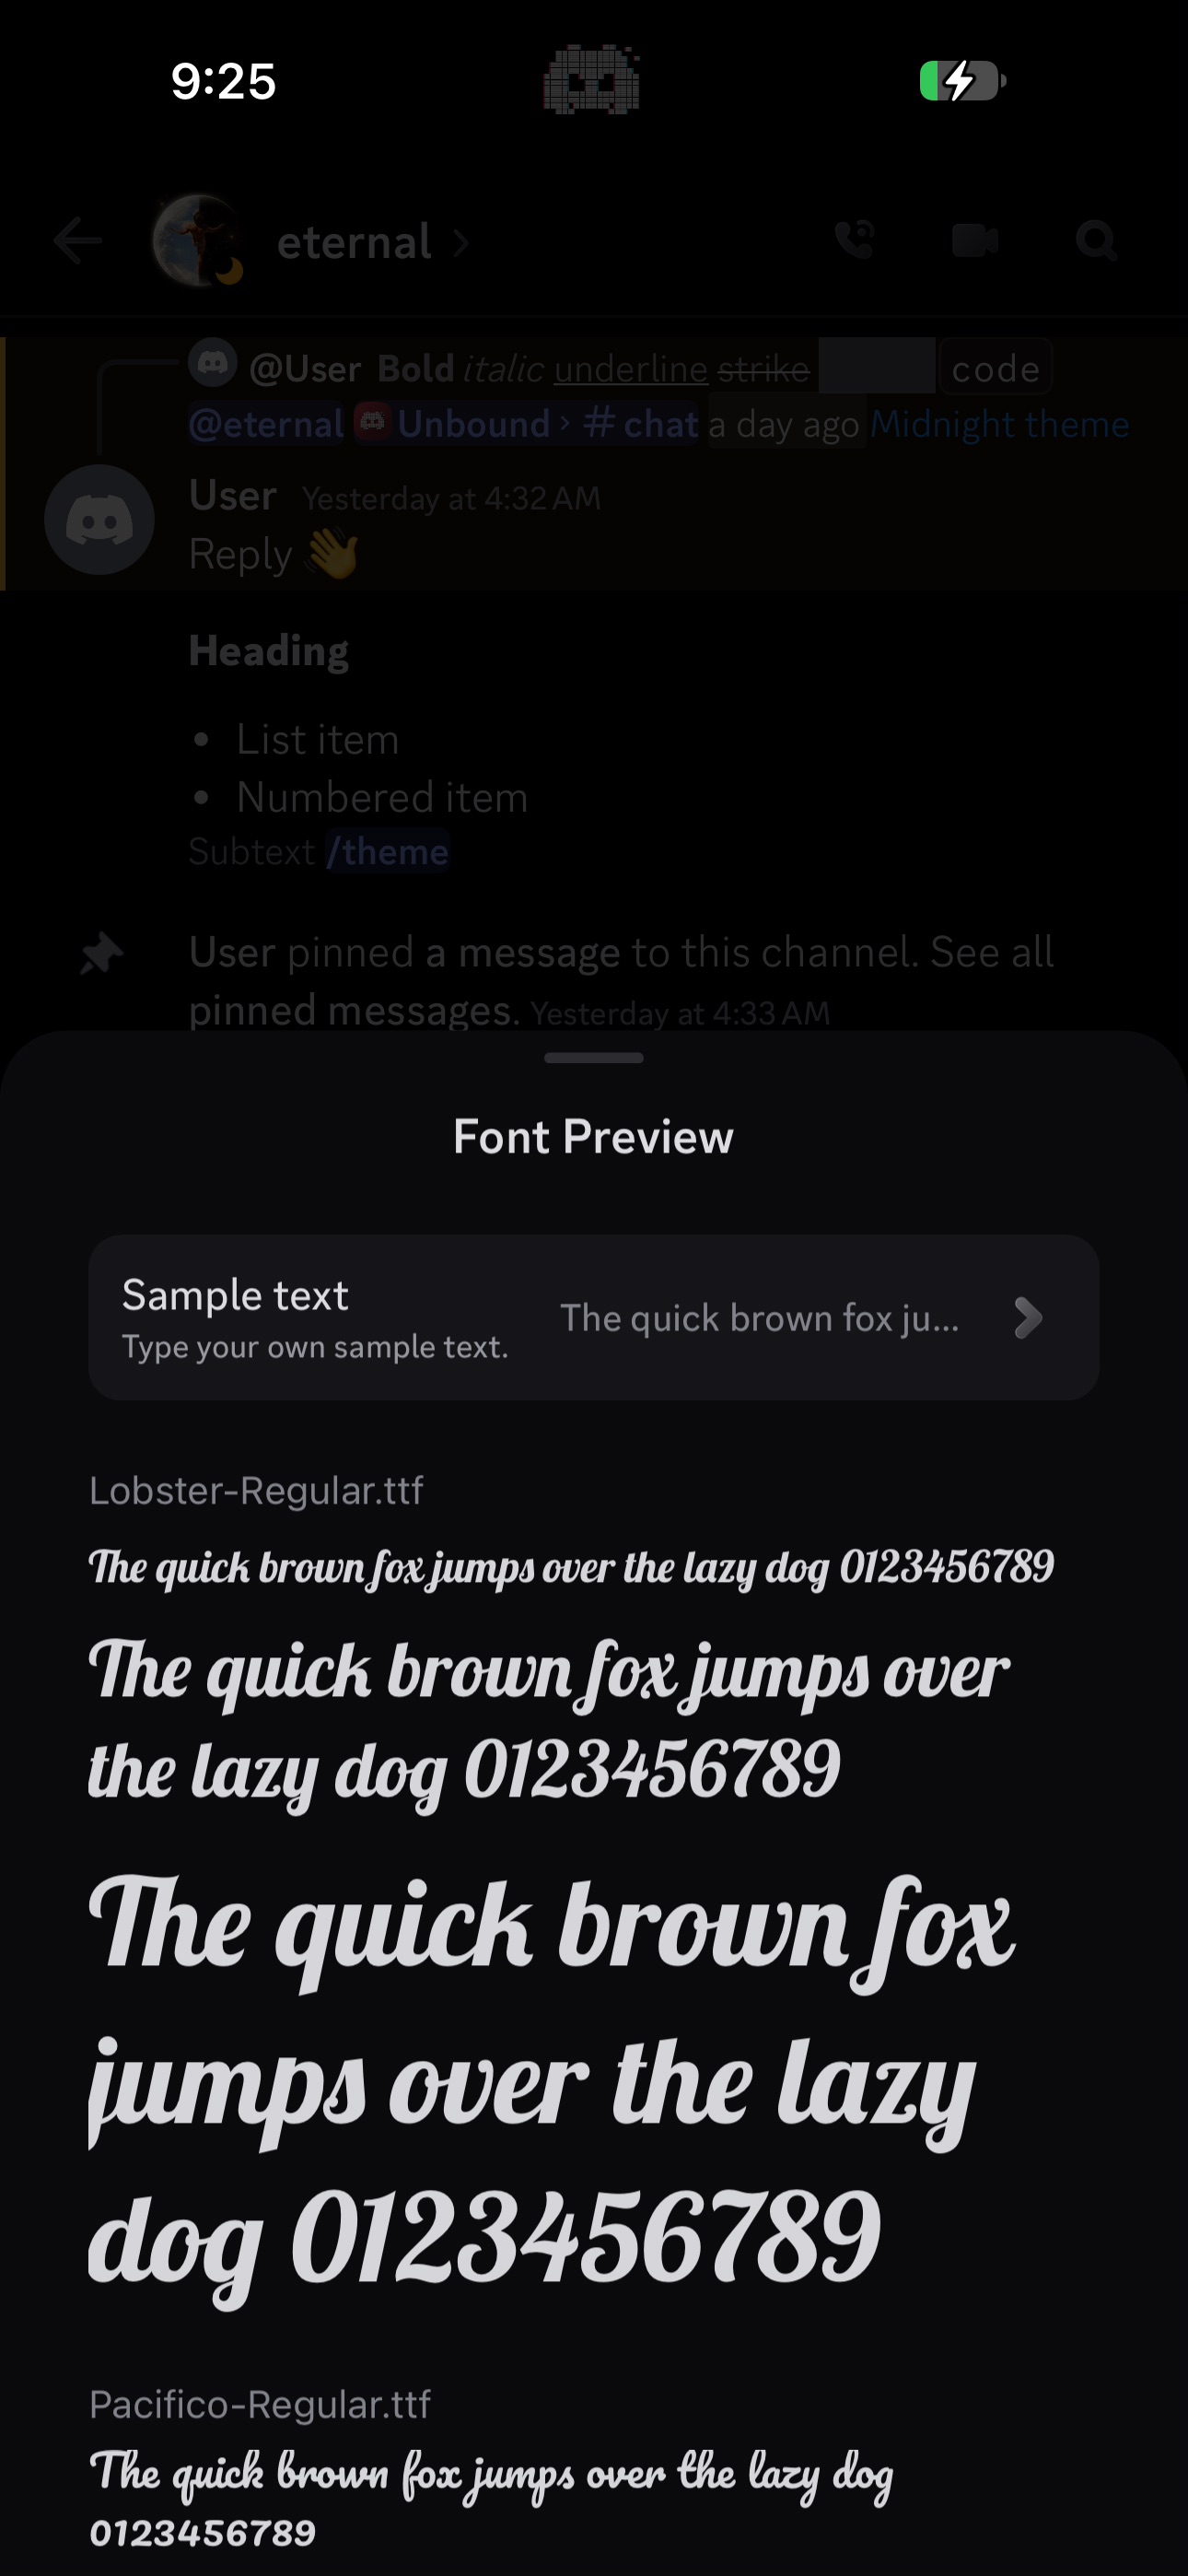 9:25
eternal
@User Bold italic underline strike code
@eternal Unbound › # chat a day ago Midnight theme
User Yesterday at 4:32 AM
Reply 👋
Heading
• List item
• Numbered item
Subtext /theme
User pinned a message to this channel. See all
pinned messages. Yesterday at 4:33 AM
Font Preview
Sample text
Type your own sample text.
The quick brown fox ju...
Lobster-Regular.ttf
The quick brown fox jumps over the lazy dog 0123456789
The quick brown fox jumps over
the lazy dog 0123456789
The quick brown fox
jumps over the lazy
dog 0123456789
Pacifico-Regular.ttf
The quick brown fox jumps over the lazy dog
0123456789